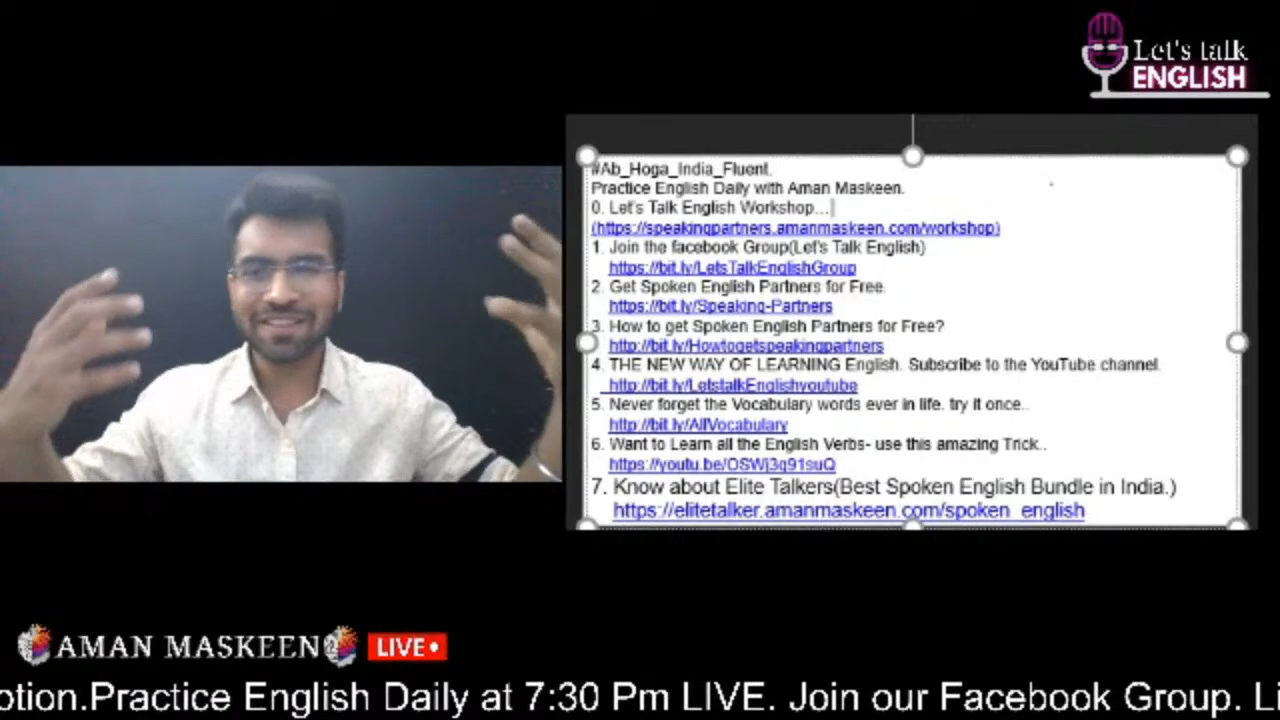 Let's talk
ENGLISH
#Ab_Hoga_India_Fluent.
Practice English Daily with Aman Maskeen.
0. Let's Talk English Workshop...
(https://speakingpartners.amanmaskeen.com/workshop)
1. Join the facebook Group(Let's Talk English)
https://bit.ly/LetsTalkEnglishGroup
2. Get Spoken English Partners for Free.
https://bit.ly/Speaking-Partners
3. How to get Spoken English Partners for Free?
http://bit.ly/Howtogetspeakingpartners
4. THE NEW WAY OF LEARNING English. Subscribe to the YouTube channel.
http://bit.ly/LetstalkEnglishyoutube
5. Never forget the Vocabulary words ever in life. try it once..
http://bit.ly/AllVocabulary
6. Want to Learn all the English Verbs- use this amazing Trick..
https://youtu.be/OSWj3q91suQ
7. Know about Elite Talkers(Best Spoken English Bundle in India.)
https://elitetalker.amanmaskeen.com/spoken_english
AMAN MASKEEN LIVE
otion.Practice English Daily at 7:30 Pm LIVE. Join our Facebook Group. Li